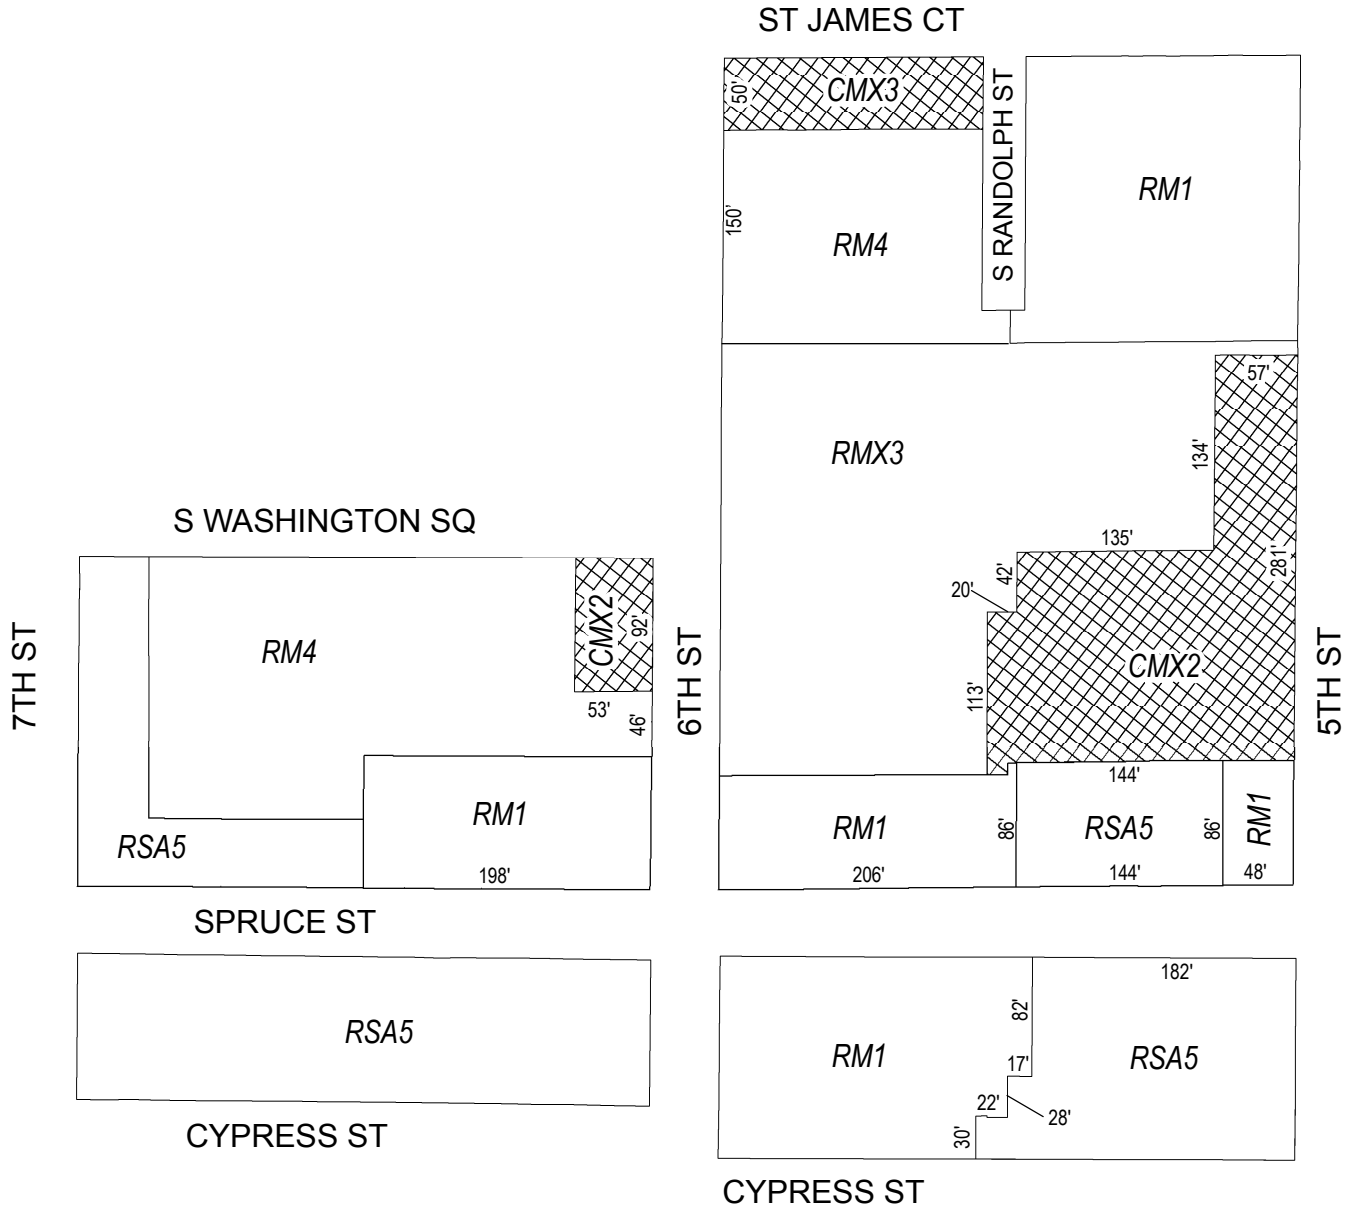 ST JAMES CT
CMX3
50'
S RANDOLPH ST
RM1
150'
RM4
57'
RMX3
134'
S WASHINGTON SQ
135'
281'
42'
20'
CMX2
92'
RM4
7TH ST
6TH ST
CMX2
5TH ST
113'
53'
46'
144'
RM1
RM1
86'
RSA5
86'
RM1
RSA5
198'
206'
144'
48'
SPRUCE ST
182'
82'
RSA5
RM1
17'
RSA5
22'
28'
30'
CYPRESS ST
CYPRESS ST